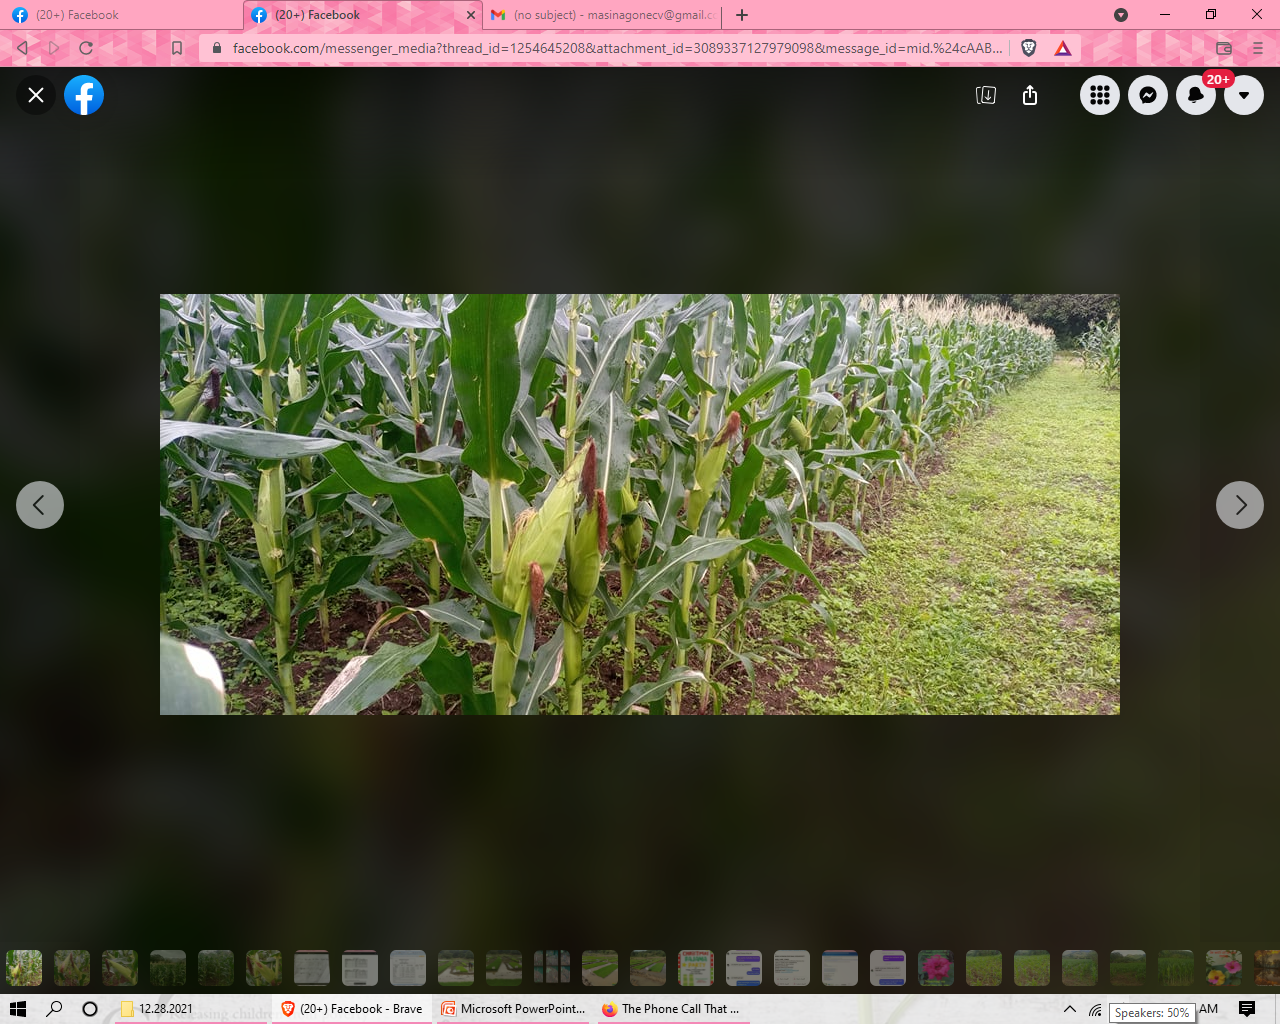 (20+) Facebook
(20+) Facebook
(no subject) - masinagonecv@gmail.c
facebook.com/messenger_media?thread_id=1254645208&attachment_id=3089337127979098&message_id=mid.%24cAAB...
20+
12.28.2021
(20+) Facebook - Brave
Microsoft PowerPoint...
The Phone Call That ...
AM
Speakers: 50%